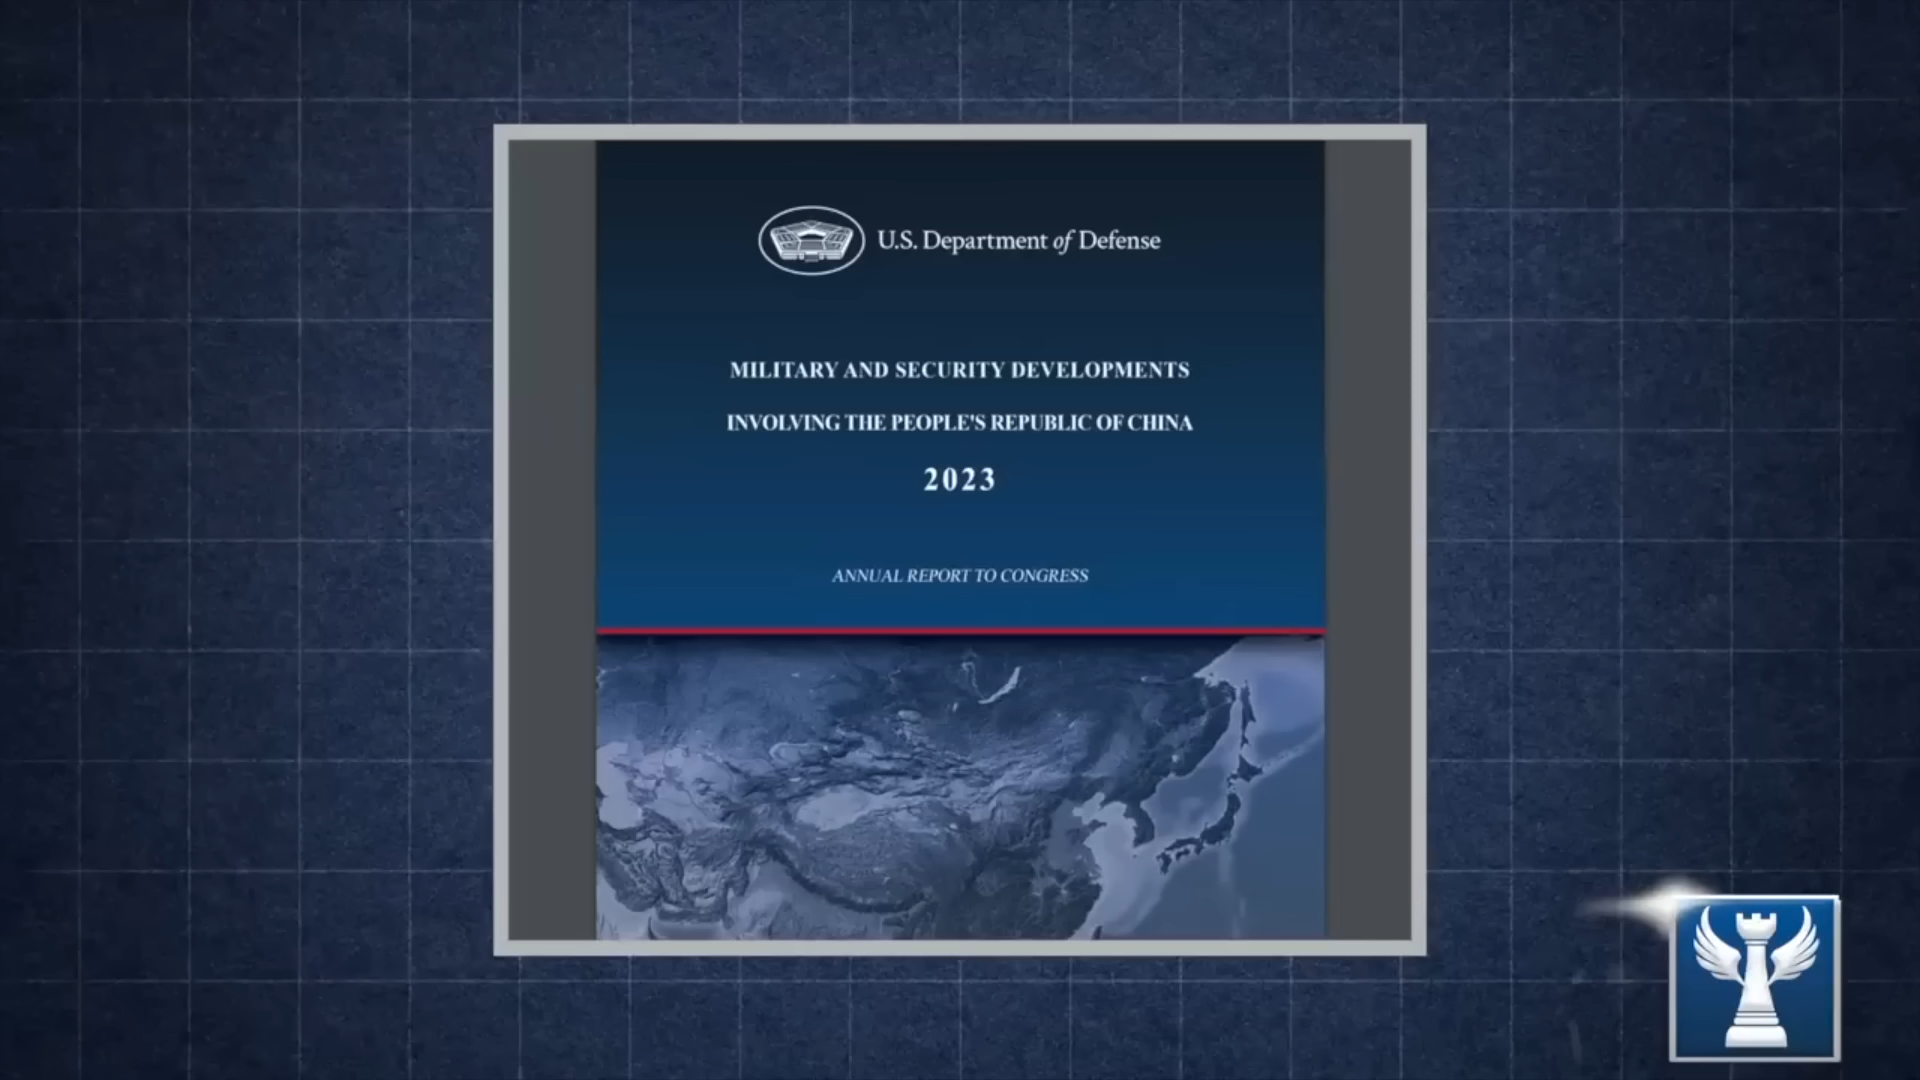 U.S. Department of Defense
MILITARY AND SECURITY DEVELOPMENTS
INVOLVING THE PEOPLE'S REPUBLIC OF CHINA
2023
ANNUAL REPORT TO CONGRESS